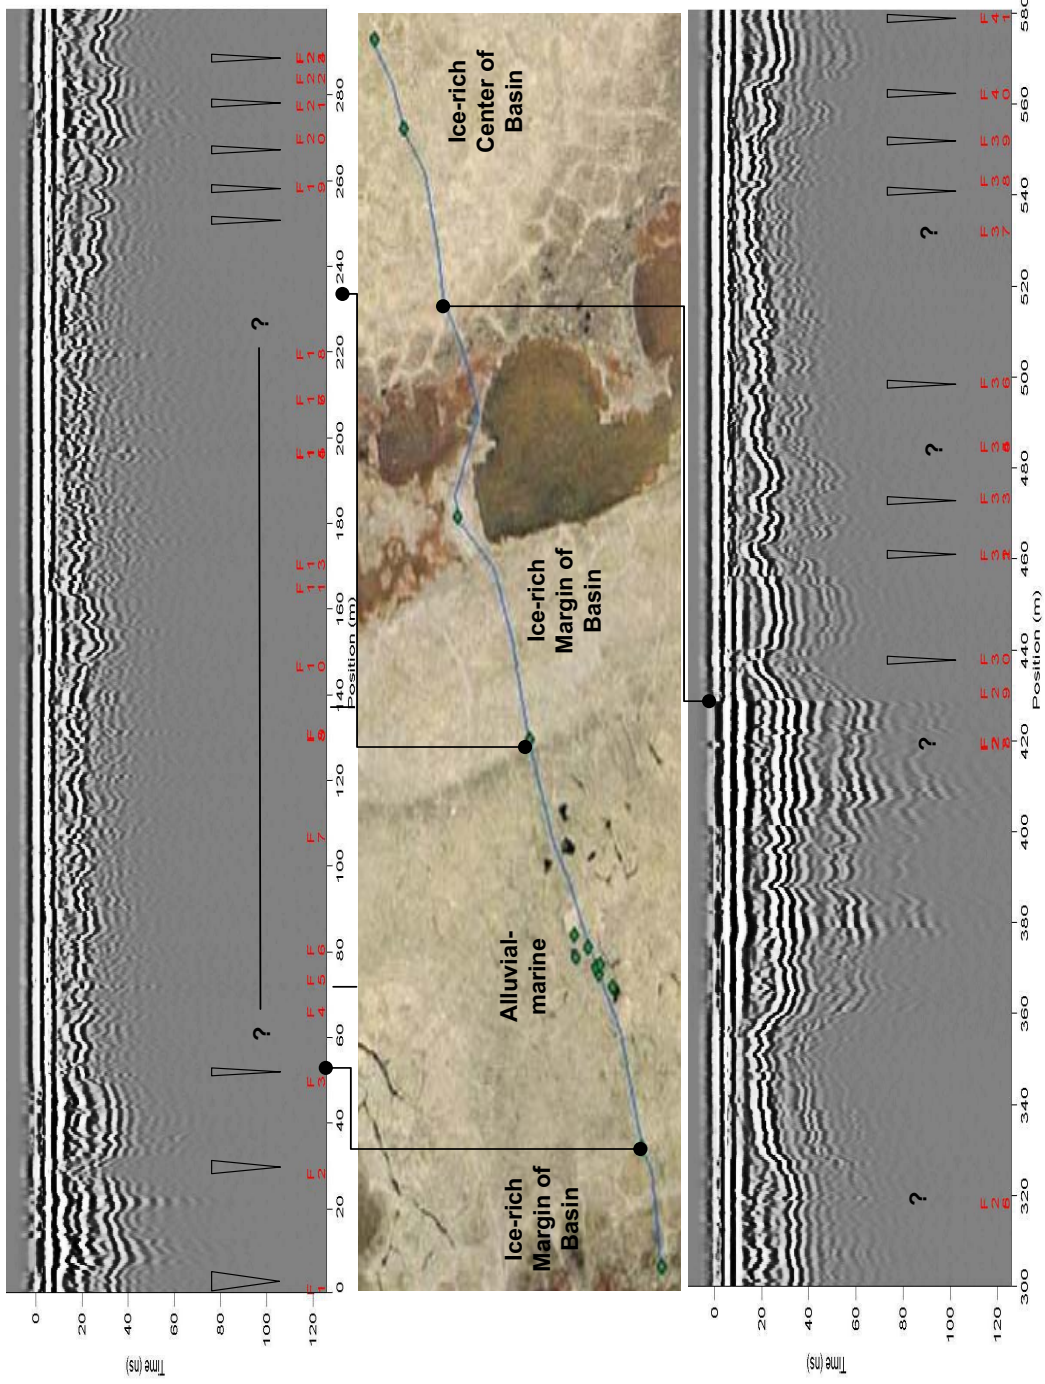 Time (ns)
0
20
40
60
80
100
120
? ?
F1 F2 F3 F4 F5 F6 F7 F10 F13 F18 F19 F20 F21 F22
0 20 40 60 80 100 120 140 160 180 200 220 240 260 280
Position (m)
Ice-rich
Margin of
Basin
Alluvial-
marine
Ice-rich
Margin of
Basin
Ice-rich
Center of
Basin
Time (ns)
0
20
40
60
80
100
120
? ? ? ?
F26 F29 F30 F33 F36 F37 F38 F39 F40 F41
300 320 340 360 380 400 420 440 460 480 500 520 540 560 580
Position (m)